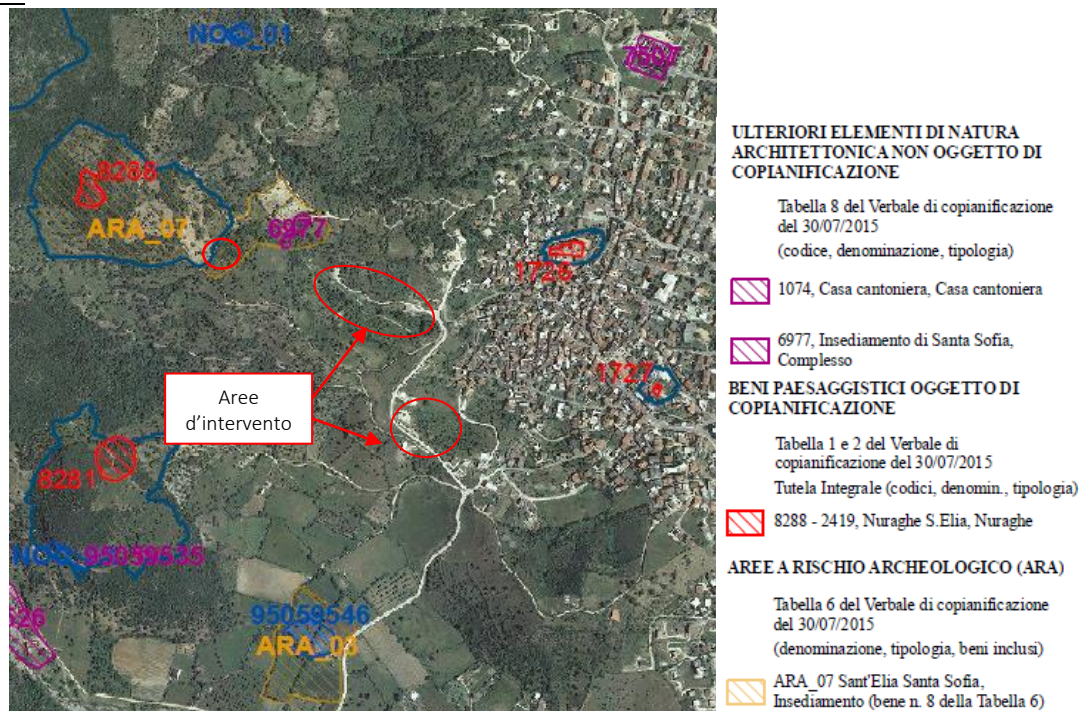 NOC_01
7507
8288
ARA_07
6977
1726
1727
Aree
d'intervento
8281
NOC_95059535
626
95059546
ARA_03
ULTERIORI ELEMENTI DI NATURA
ARCHITETTONICA NON OGGETTO DI
COPIANIFICAZIONE
Tabella 8 del Verbale di copianificazione
del 30/07/2015
(codice, denominazione, tipologia)
1074, Casa cantoniera, Casa cantoniera
6977, Insediamento di Santa Sofia,
Complesso
BENI PAESAGGISTICI OGGETTO DI
COPIANIFICAZIONE
Tabella 1 e 2 del Verbale di
copianificazione del 30/07/2015
Tutela Integrale (codici, denomin., tipologia)
8288 - 2419, Nuraghe S.Elia, Nuraghe
AREE A RISCHIO ARCHEOLOGICO (ARA)
Tabella 6 del Verbale di copianificazione
del 30/07/2015
(denominazione, tipologia, beni inclusi)
ARA_07 Sant'Elia Santa Sofia,
Insediamento (bene n. 8 della Tabella 6)